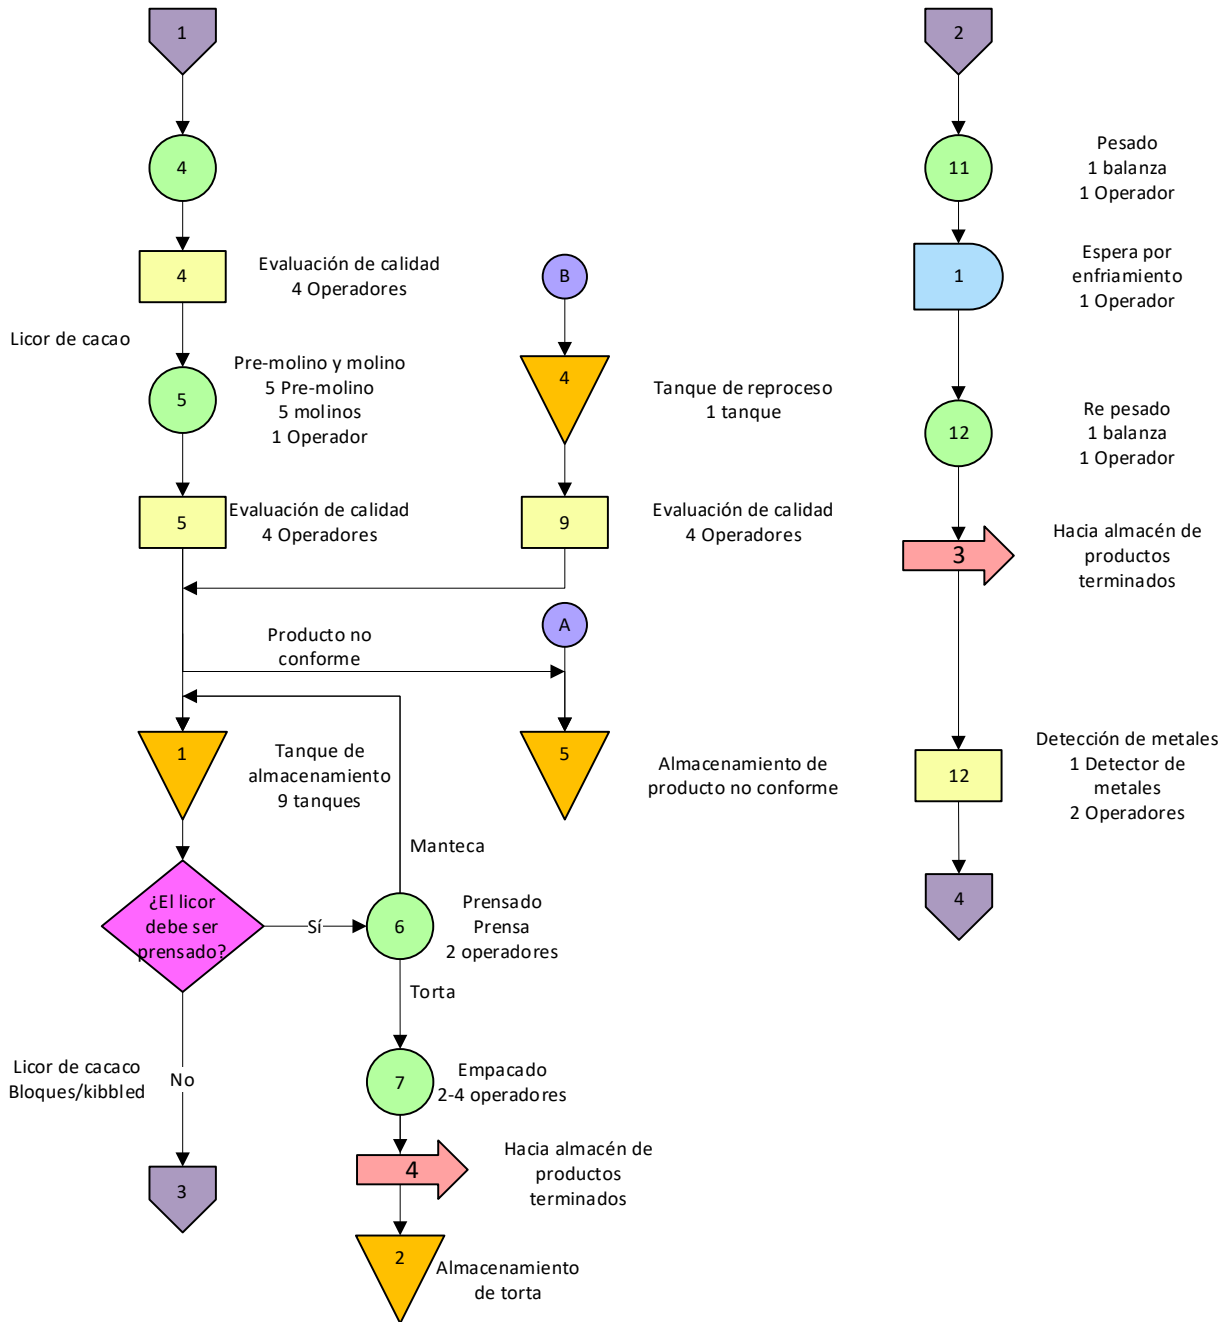 1
4
4
Evaluación de calidad
4 Operadores
Licor de cacao
5
Pre-molino y molino
5 Pre-molino
5 molinos
1 Operador
5
Evaluación de calidad
4 Operadores
B
4
Tanque de reproceso
1 tanque
9
Evaluación de calidad
4 Operadores
Producto no
conforme
A
1
Tanque de
almacenamiento
9 tanques
5
Almacenamiento de
producto no conforme
Manteca
¿El licor
debe ser
prensado?
Sí
6
Prensado
Prensa
2 operadores
Torta
Licor de cacaco
Bloques/kibbled
No
3
7
Empacado
2-4 operadores
4
Hacia almacén de
productos
terminados
2
Almacenamiento
de torta
2
11
Pesado
1 balanza
1 Operador
1
Espera por
enfriamiento
1 Operador
12
Re pesado
1 balanza
1 Operador
3
Hacia almacén de
productos
terminados
12
Detección de metales
1 Detector de
metales
2 Operadores
4